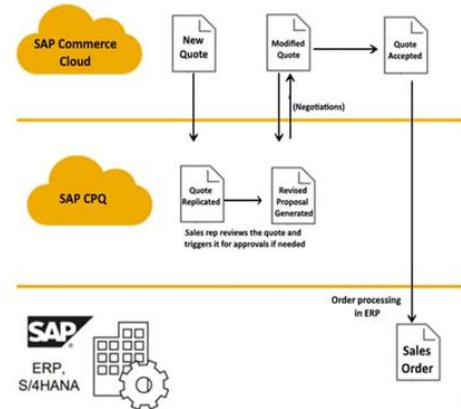 SAP Commerce
Cloud
New
Quote
Modified
Quote
Quote
Accepted
(Negotiations)
SAP CPQ
Quote
Replicated
Revised
Proposal
Generated
Sales rep reviews the quote and
triggers it for approvals if needed
Order processing
in ERP
SAP
ERP,
S/4HANA
Sales
Order